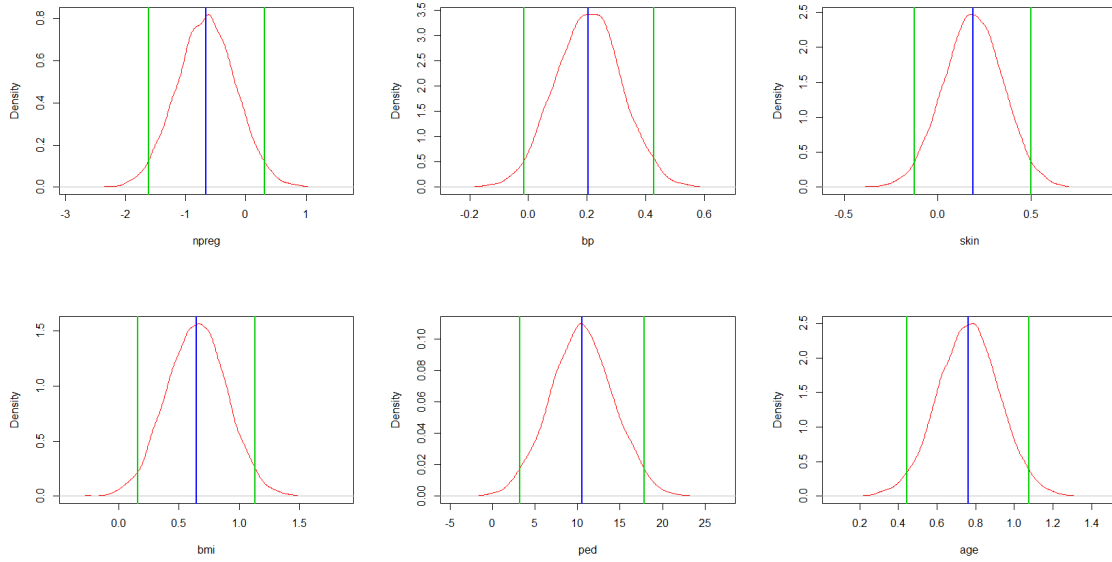 Density
0.0 0.2 0.4 0.6 0.8
-3 -2 -1 0 1
npreg
Density
0.0 0.5 1.0 1.5 2.0 2.5 3.0 3.5
-0.2 0.0 0.2 0.4 0.6
bp
Density
0.0 0.5 1.0 1.5 2.0 2.5
-0.5 0.0 0.5
skin
Density
0.0 0.5 1.0 1.5
0.0 0.5 1.0 1.5
bmi
Density
0.00 0.02 0.04 0.06 0.08 0.10
-5 0 5 10 15 20 25
ped
Density
0.0 0.5 1.0 1.5 2.0 2.5
0.2 0.4 0.6 0.8 1.0 1.2 1.4
age